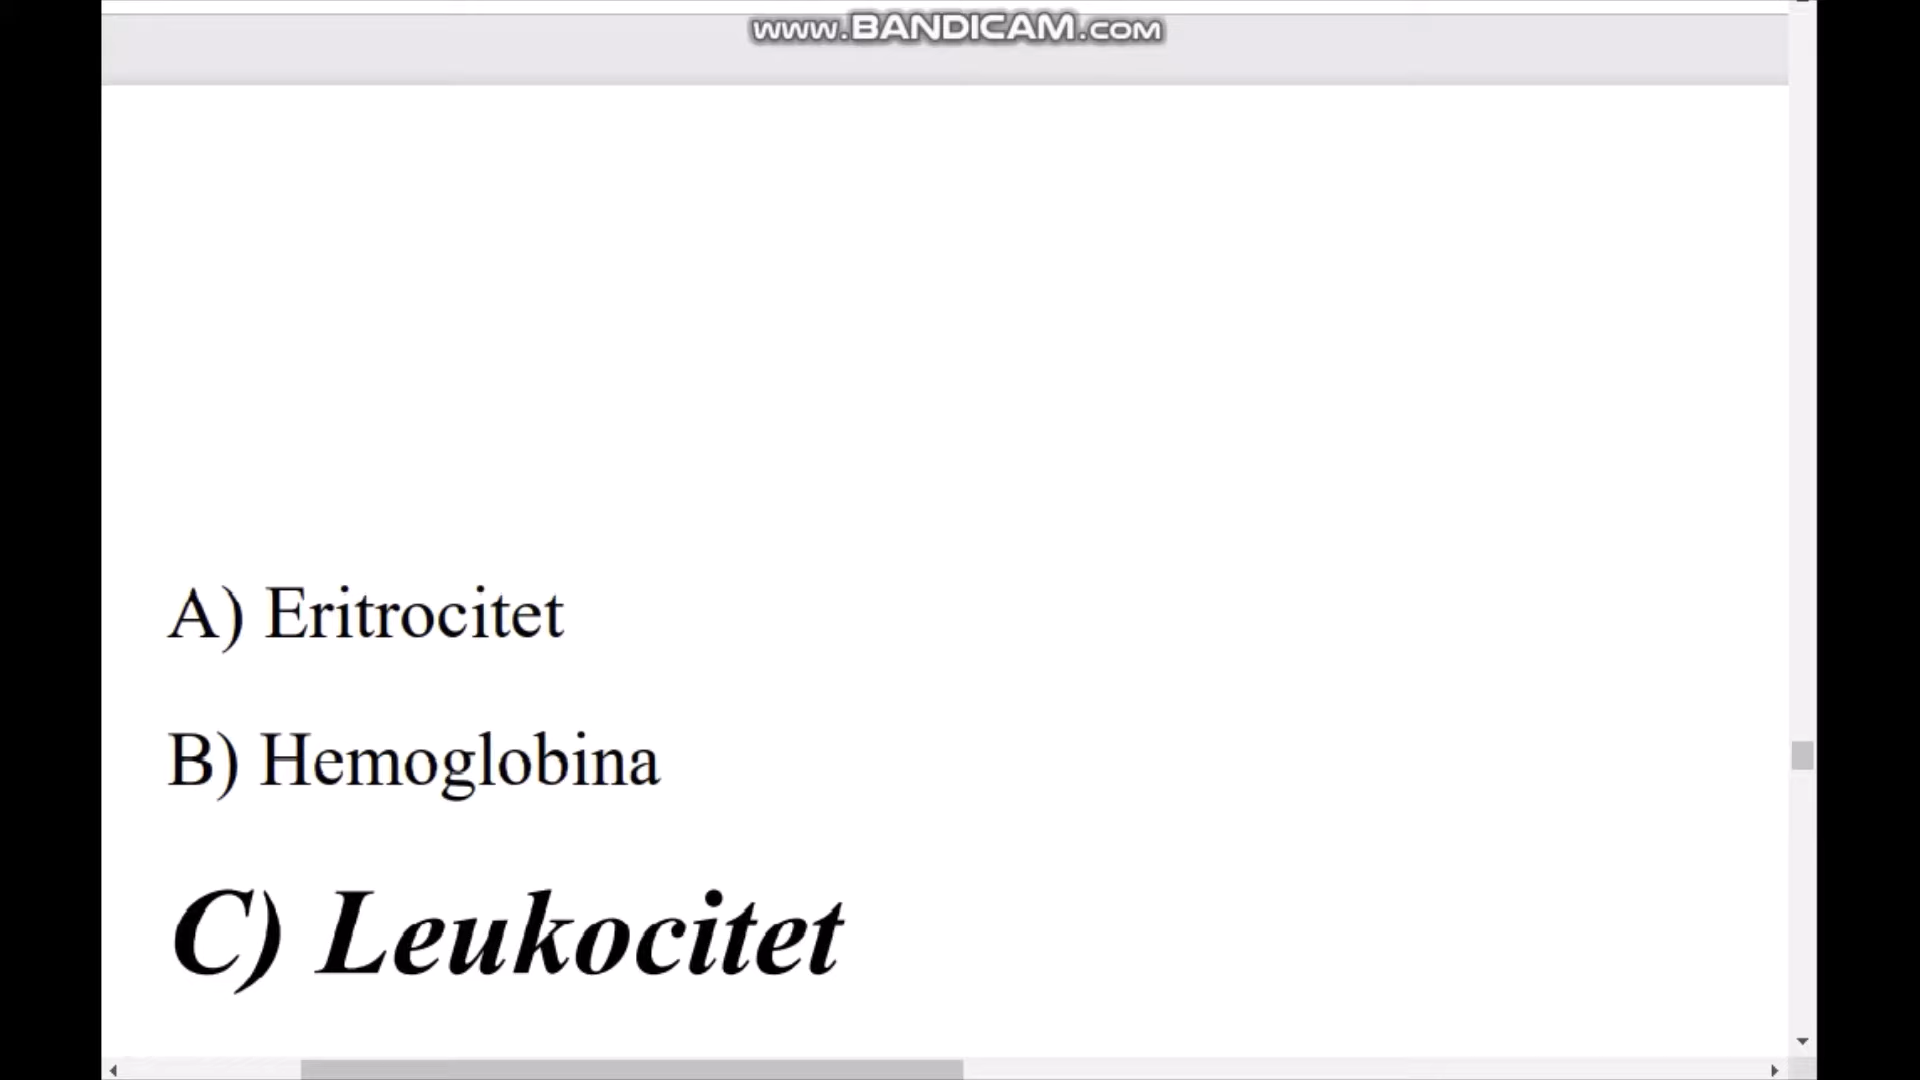 www.BANDICAM.com
A) Eritrocitet
B) Hemoglobina
C) Leukocitet